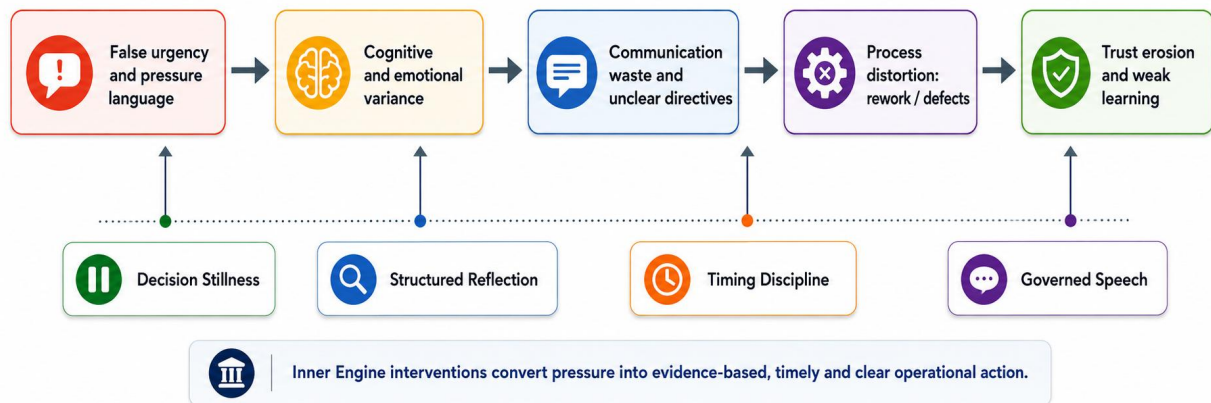 False urgency
and pressure
language
Cognitive
and emotional
variance
Communication
waste and
unclear directives
Process
distortion:
rework / defects
Trust erosion
and weak
learning
Decision Stillness
Structured Reflection
Timing Discipline
Governed Speech
Inner Engine interventions convert pressure into evidence-based, timely and clear operational action.